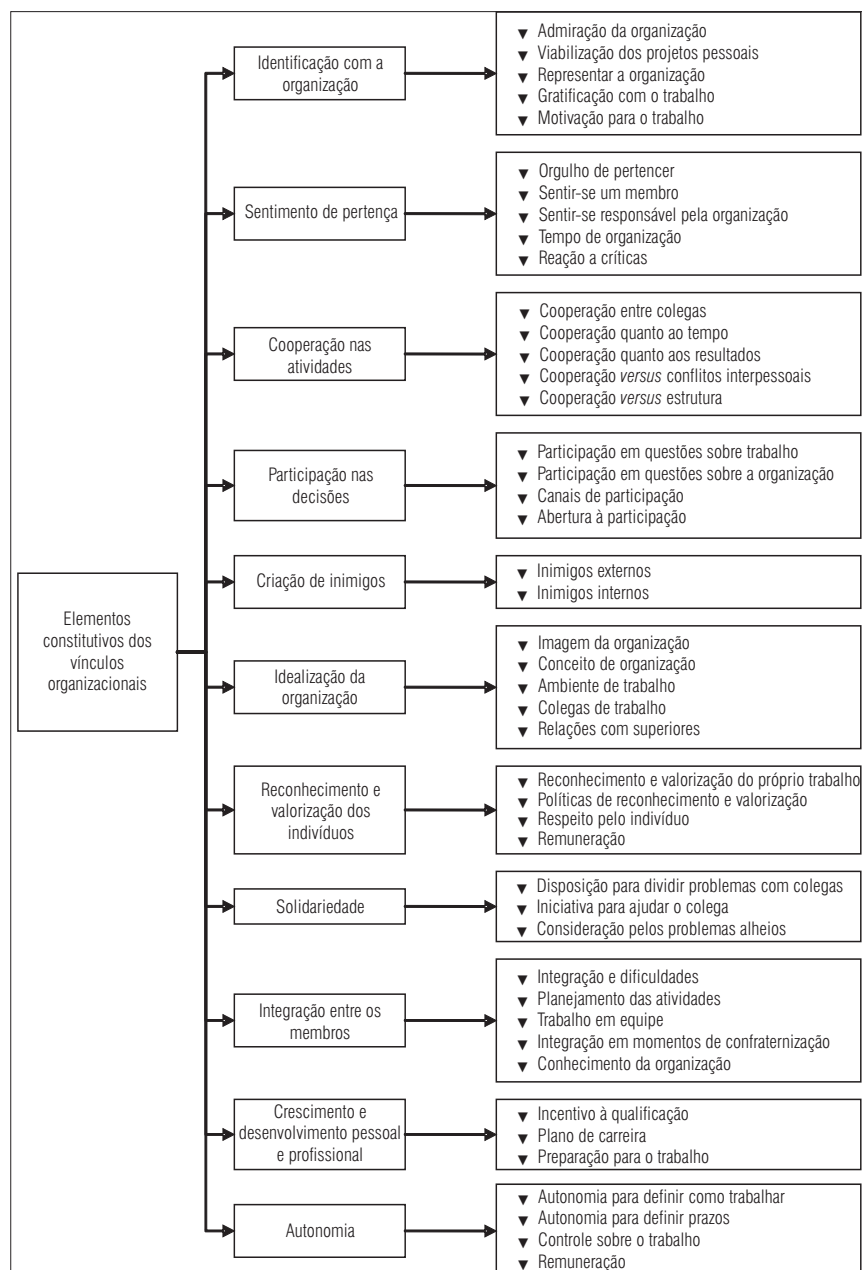 Elementos
constitutivos dos
vínculos
organizacionais
Identificação com a
organização
▼ Admiração da organização
▼ Viabilização dos projetos pessoais
▼ Representar a organização
▼ Gratificação com o trabalho
▼ Motivação para o trabalho
Sentimento de pertença
▼ Orgulho de pertencer
▼ Sentir-se um membro
▼ Sentir-se responsável pela organização
▼ Tempo de organização
▼ Reação a críticas
Cooperação nas
atividades
▼ Cooperação entre colegas
▼ Cooperação quanto ao tempo
▼ Cooperação quanto aos resultados
▼ Cooperação versus conflitos interpessoais
▼ Cooperação versus estrutura
Participação nas
decisões
▼ Participação em questões sobre trabalho
▼ Participação em questões sobre a organização
▼ Canais de participação
▼ Abertura à participação
Criação de inimigos
▼ Inimigos externos
▼ Inimigos internos
Idealização da
organização
▼ Imagem da organização
▼ Conceito de organização
▼ Ambiente de trabalho
▼ Colegas de trabalho
▼ Relações com superiores
Reconhecimento e
valorização dos
indivíduos
▼ Reconhecimento e valorização do próprio trabalho
▼ Políticas de reconhecimento e valorização
▼ Respeito pelo indivíduo
▼ Remuneração
Solidariedade
▼ Disposição para dividir problemas com colegas
▼ Iniciativa para ajudar o colega
▼ Consideração pelos problemas alheios
Integração entre os
membros
▼ Integração e dificuldades
▼ Planejamento das atividades
▼ Trabalho em equipe
▼ Integração em momentos de confraternização
▼ Conhecimento da organização
Crescimento e
desenvolvimento pessoal
e profissional
▼ Incentivo à qualificação
▼ Plano de carreira
▼ Preparação para o trabalho
Autonomia
▼ Autonomia para definir como trabalhar
▼ Autonomia para definir prazos
▼ Controle sobre o trabalho
▼ Remuneração